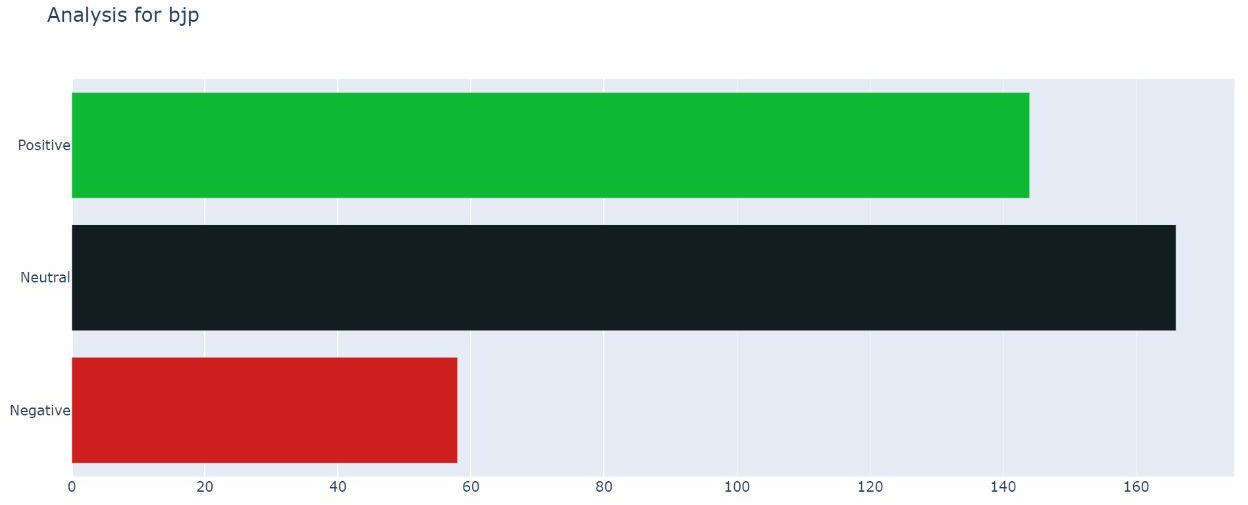 Analysis for bjp
Positive
Neutral
Negative
0 20 40 60 80 100 120 140 160